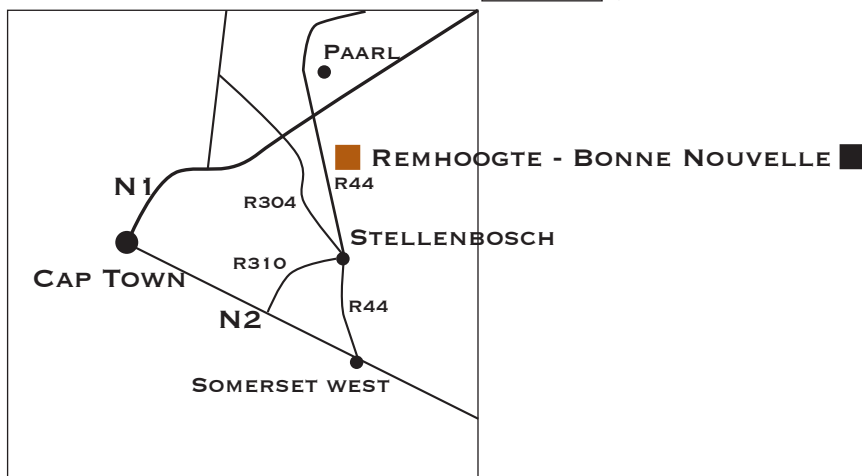 PAARL
REMHOOGTE - BONNE NOUVELLE
R44
N1
R304
STELLENBOSCH
R310
CAP TOWN
R44
N2
SOMERSET WEST